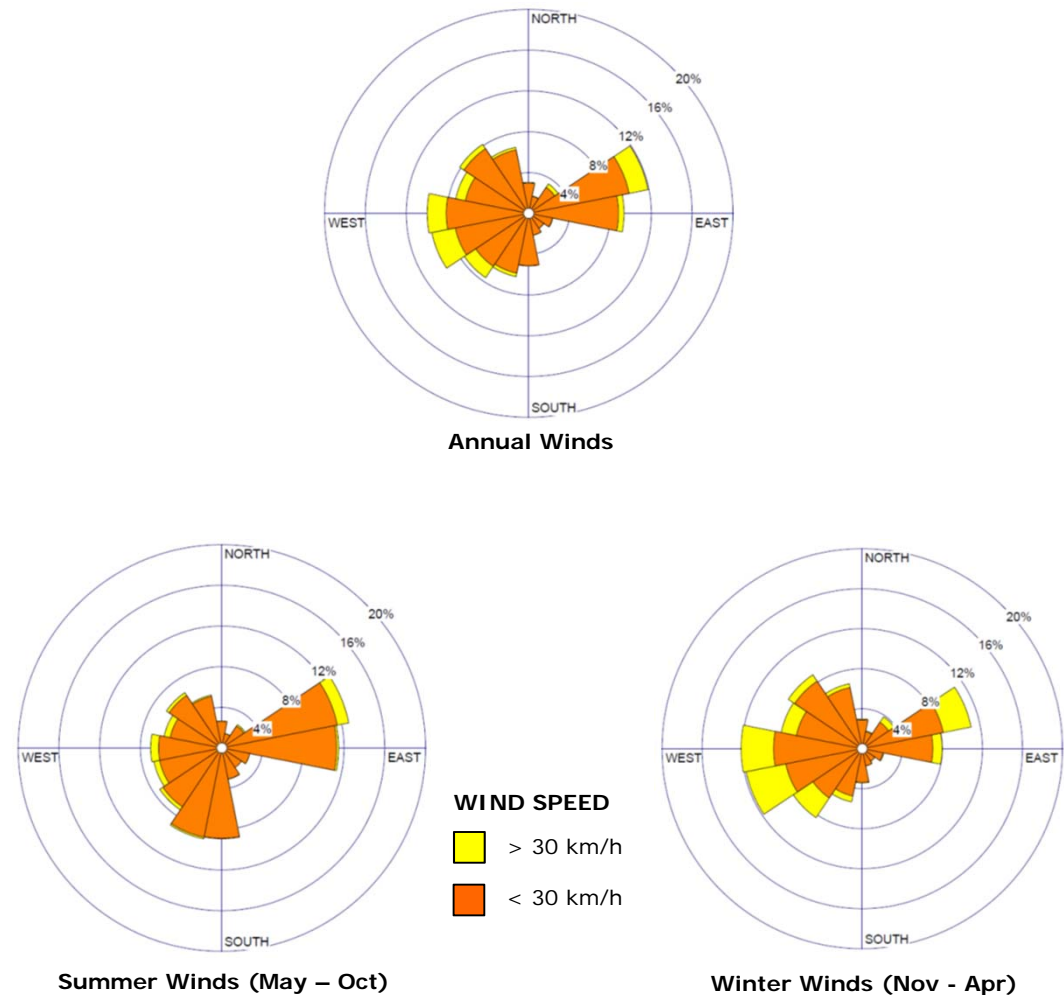 NORTH
20%
16%
12%
8%
4%
WEST
EAST
SOUTH
Annual Winds
NORTH
20%
16%
12%
8%
4%
WEST
EAST
SOUTH
Summer Winds (May – Oct)
WIND SPEED
> 30 km/h
< 30 km/h
NORTH
20%
16%
12%
8%
4%
WEST
EAST
SOUTH
Winter Winds (Nov - Apr)